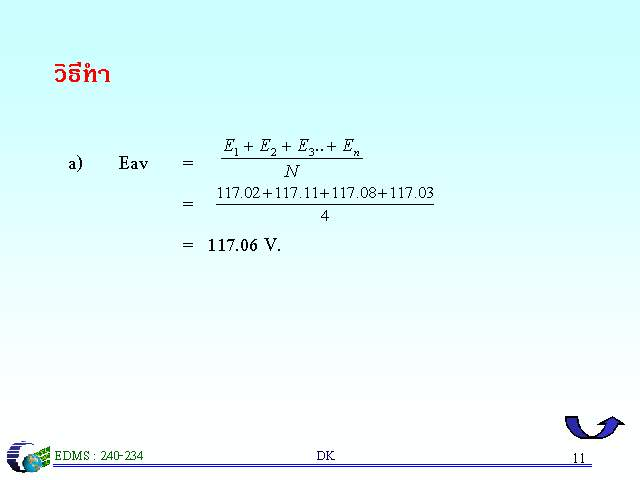 วิธีทำ
a) Eav = E1 + E2 + E3.. + En
N
= 117.02+117.11+117.08+117.03
4
= 117.06 V.
EDMS : 240-234 DK 11